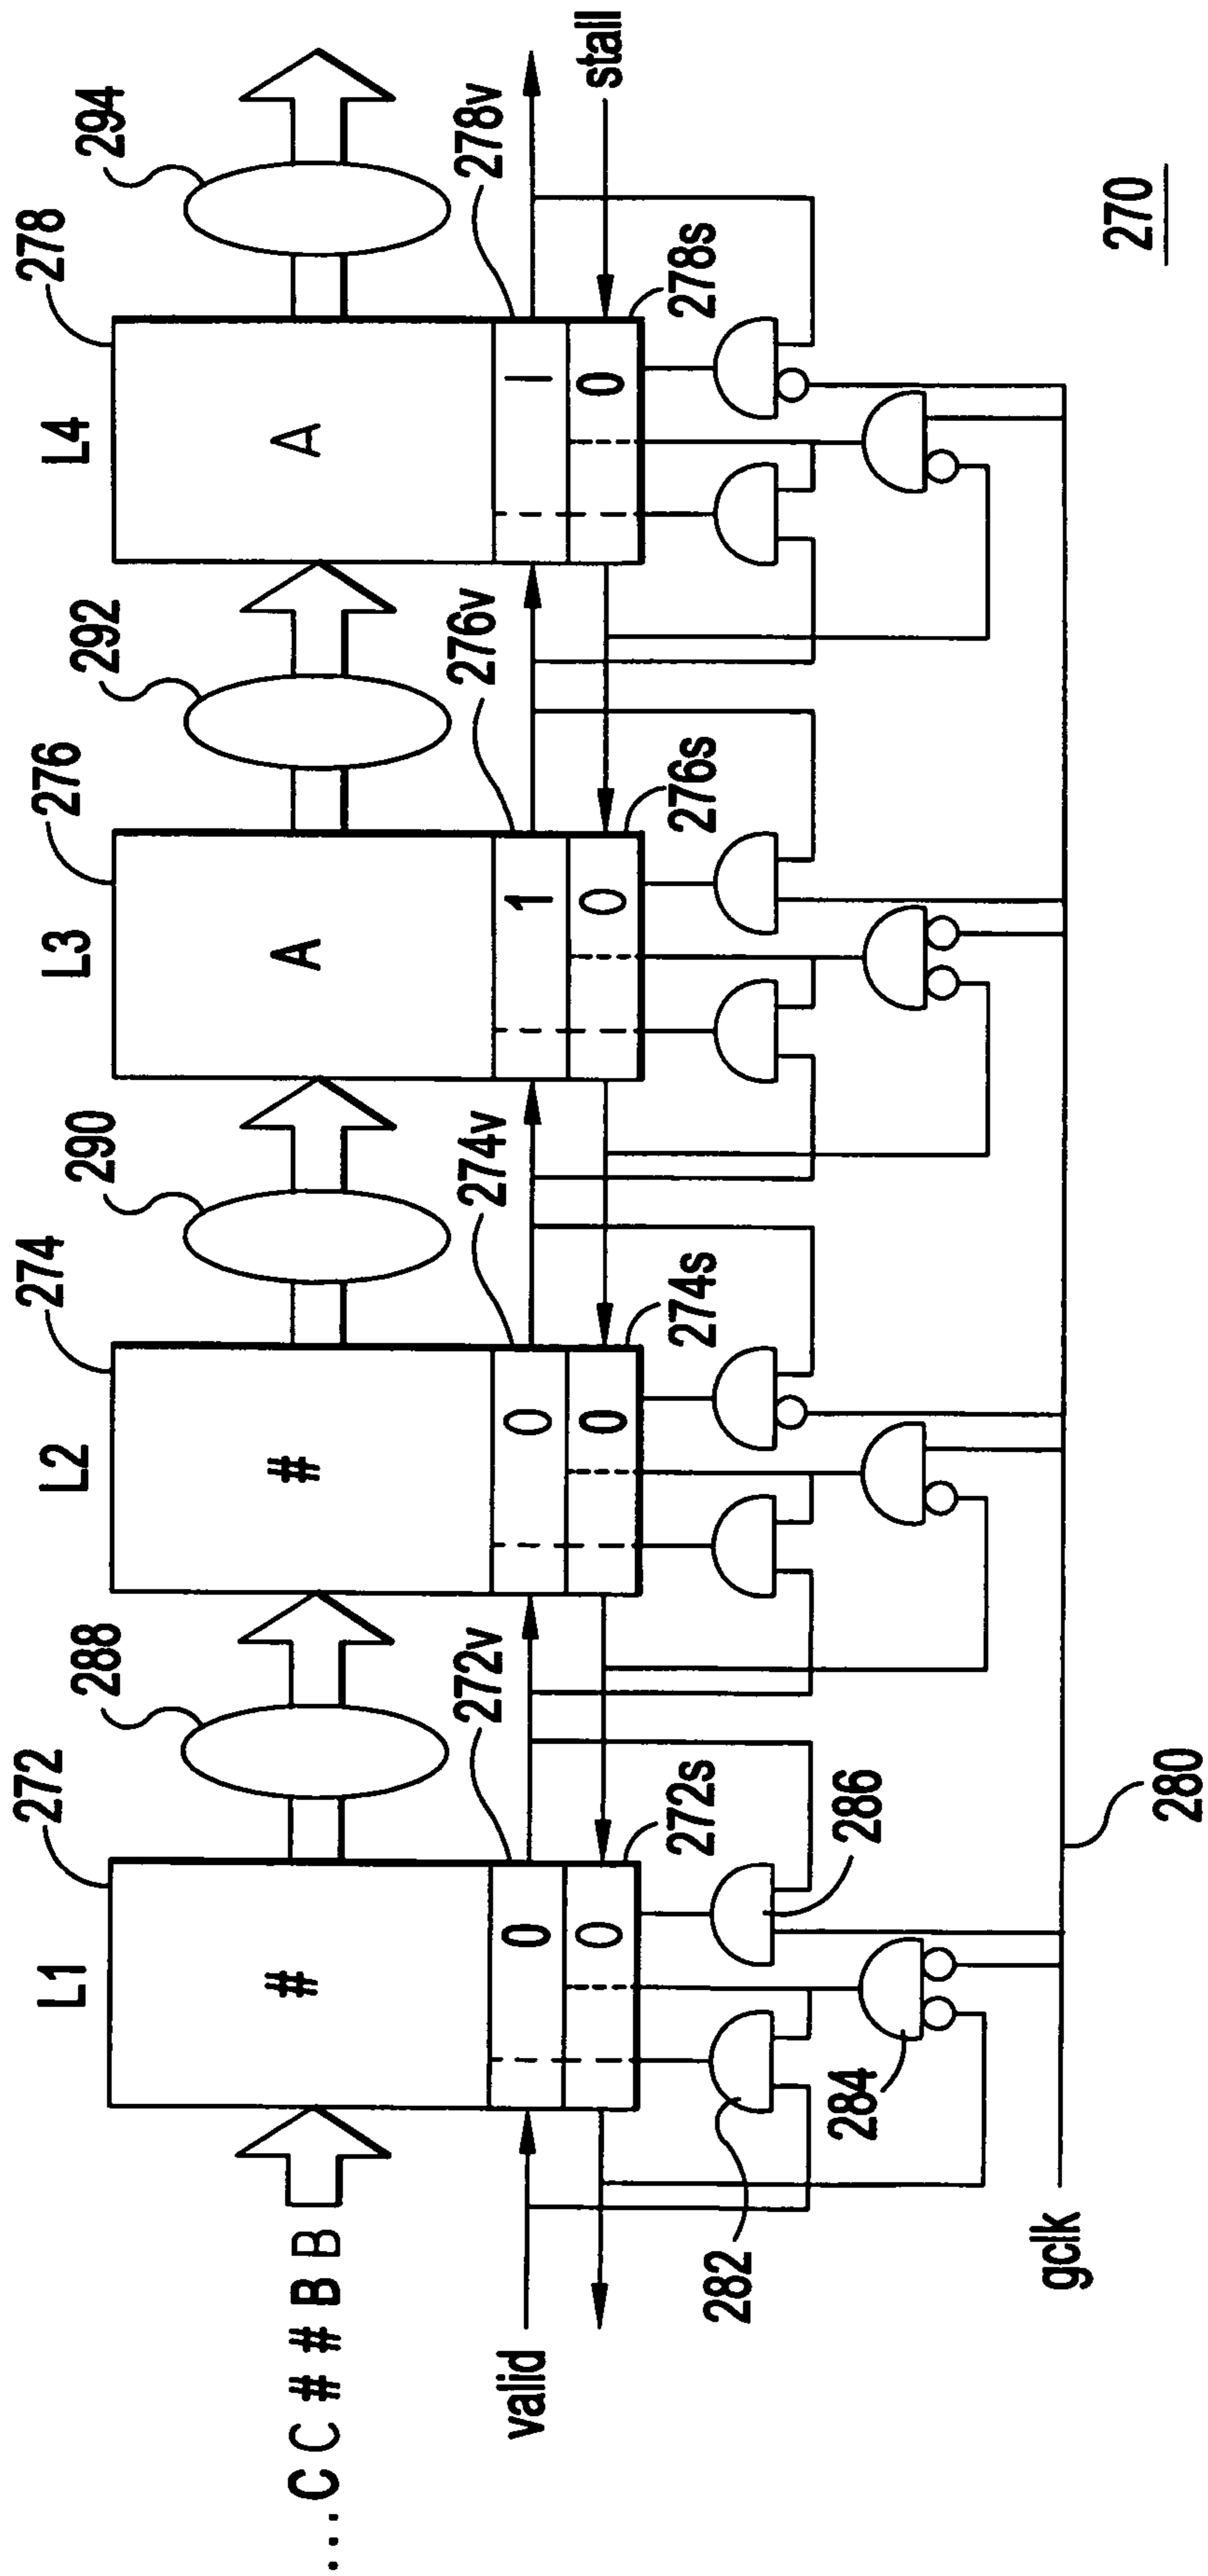 L1 L2 L3 L4
272 274 276 278
288 290 292 294
# # A A
... C C # # B B
272v 274v 276v 278v
0 0 1 1
valid
0 0 0 0
stall
272s 274s 276s 278s
282 286
284
gclk
280
270